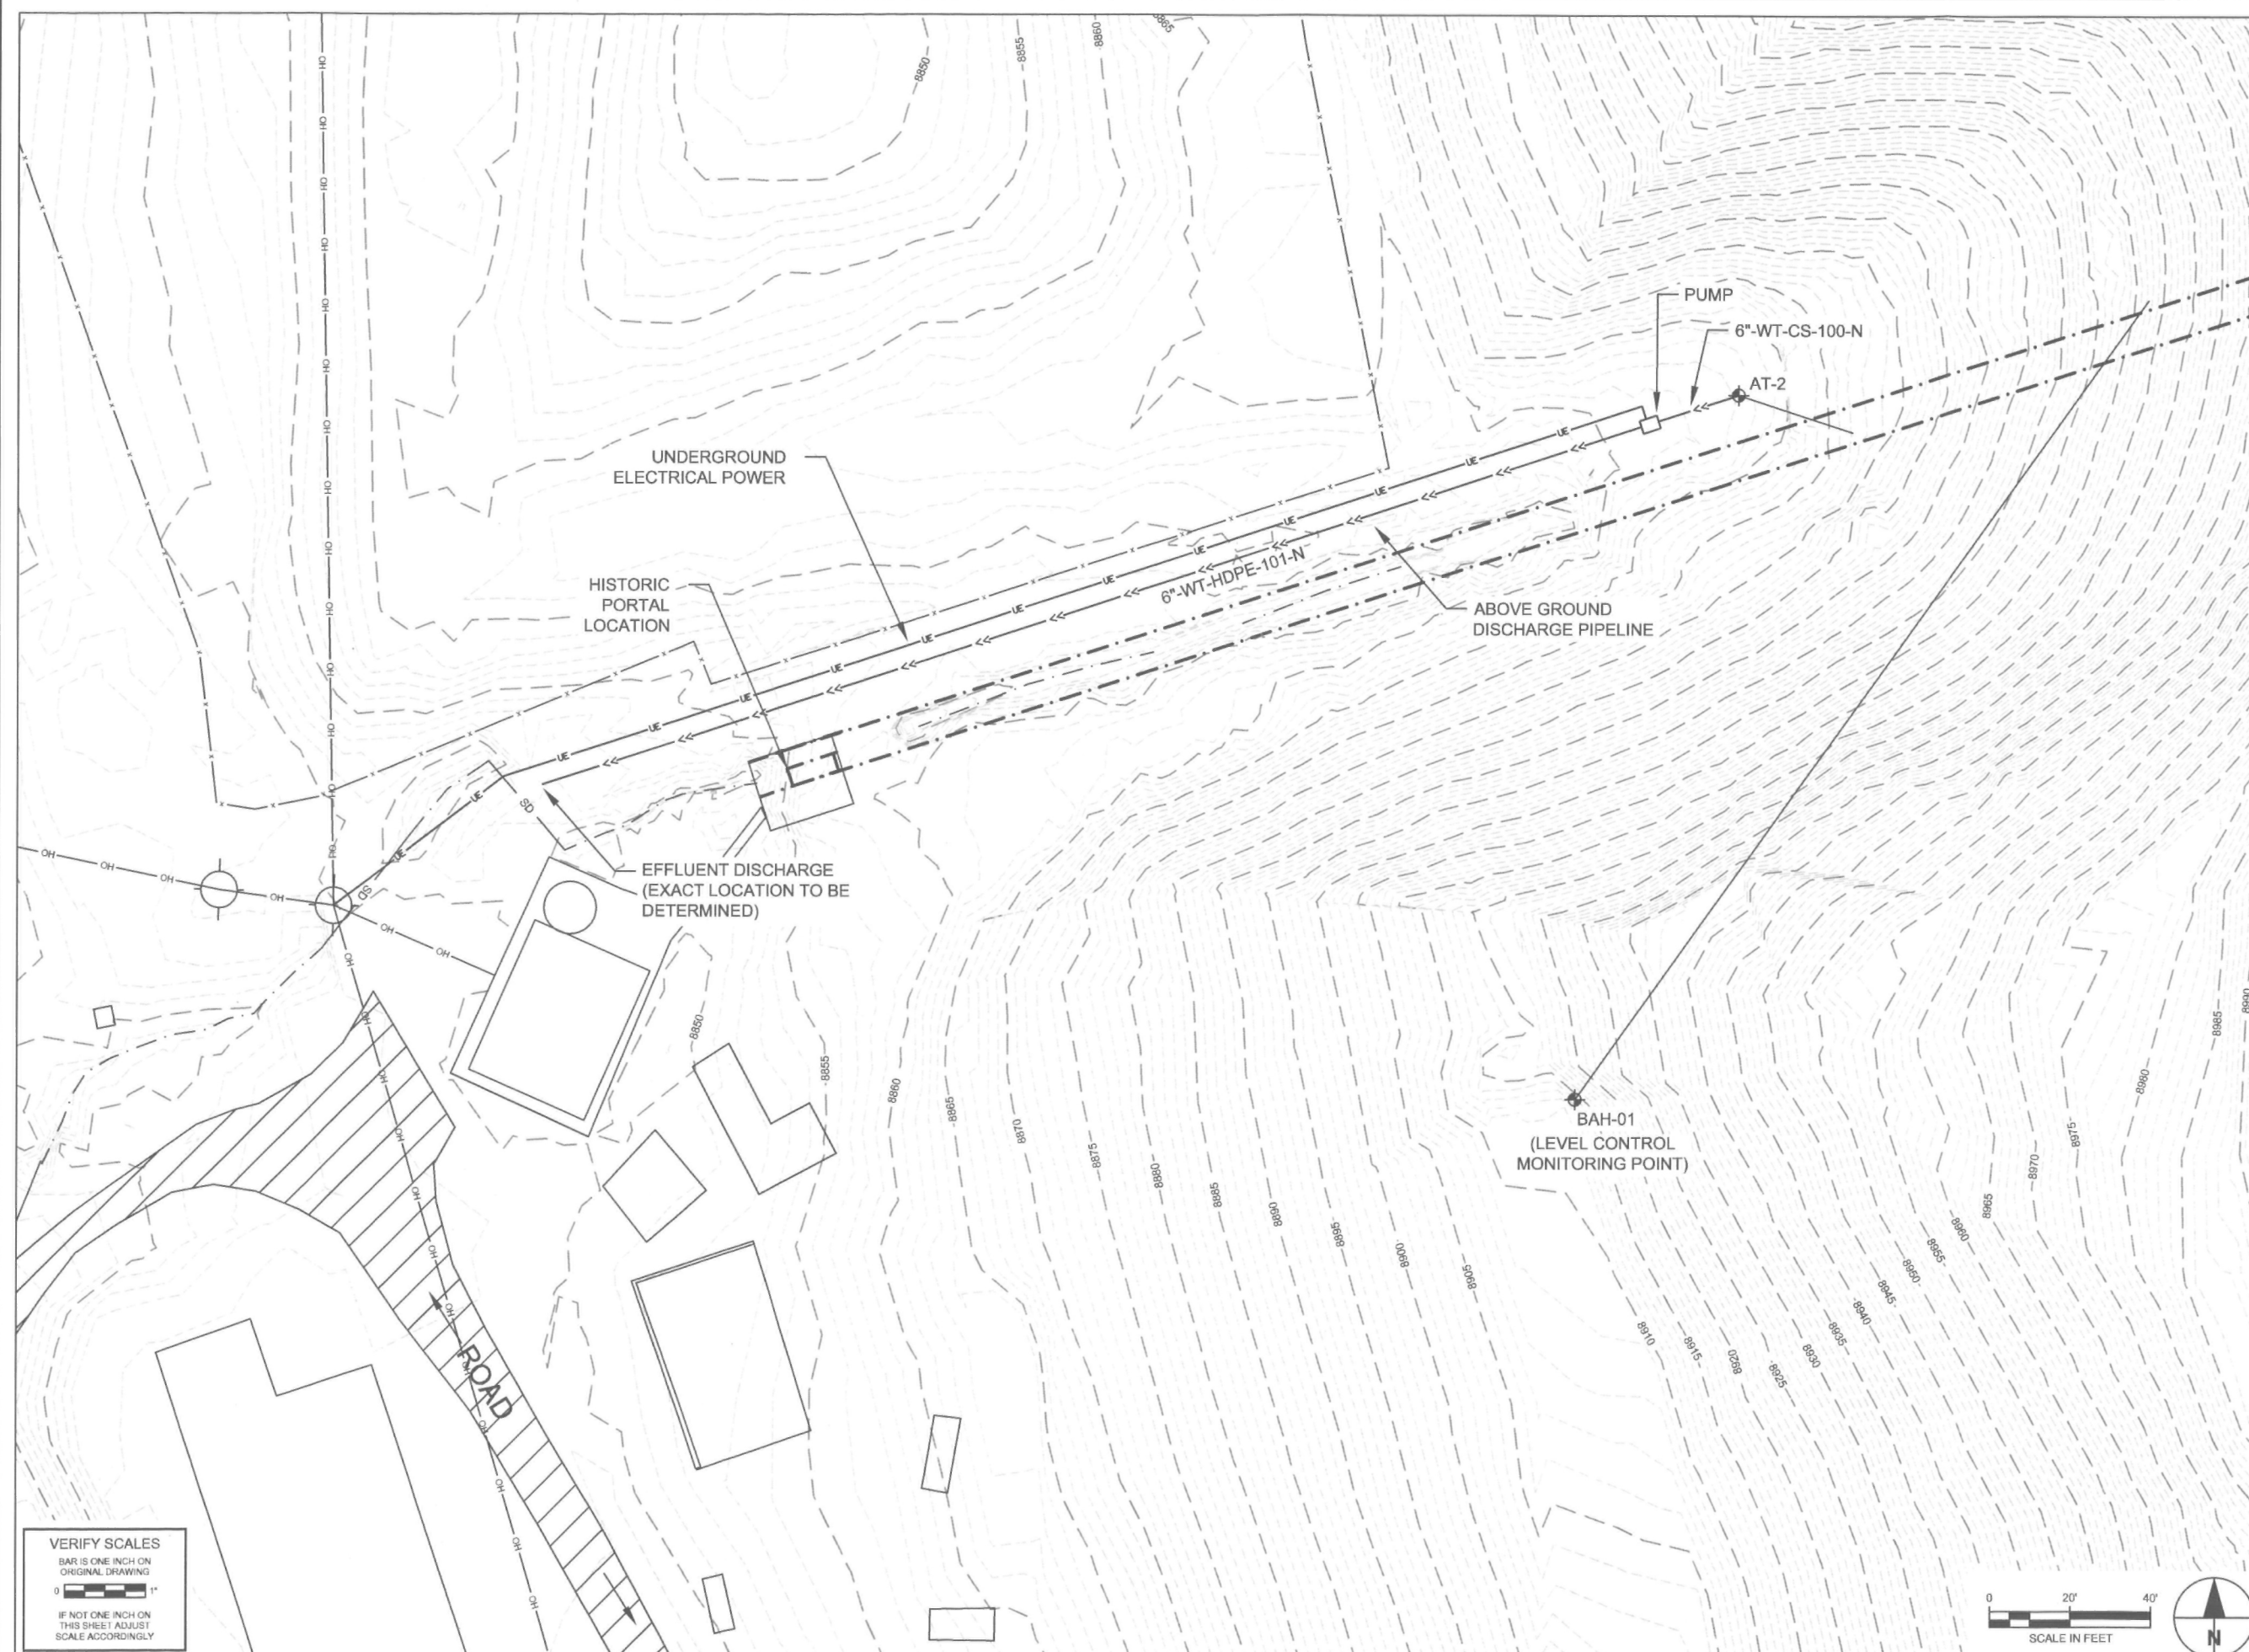 8865
8860
8855
8850
PUMP
6"-WT-CS-100-N
AT-2
UNDERGROUND
ELECTRICAL POWER
HISTORIC
PORTAL
LOCATION
6"-WT-HDPE-101-N
ABOVE GROUND
DISCHARGE PIPELINE
EFFLUENT DISCHARGE
(EXACT LOCATION TO BE
DETERMINED)
OH
UE
SD
SD
x
8850
8855
8860
8865
8870
8875
8880
8885
8890
8895
8900
8905
8910
8915
8920
8925
8930
8935
8940
8945
8950
8955
8960
8965
8970
8975
8980
8985
8990
BAH-01
(LEVEL CONTROL
MONITORING POINT)
ROAD
VERIFY SCALES
BAR IS ONE INCH ON
ORIGINAL DRAWING
0 1"
IF NOT ONE INCH ON
THIS SHEET ADJUST
SCALE ACCORDINGLY
0 20' 40'
SCALE IN FEET
N